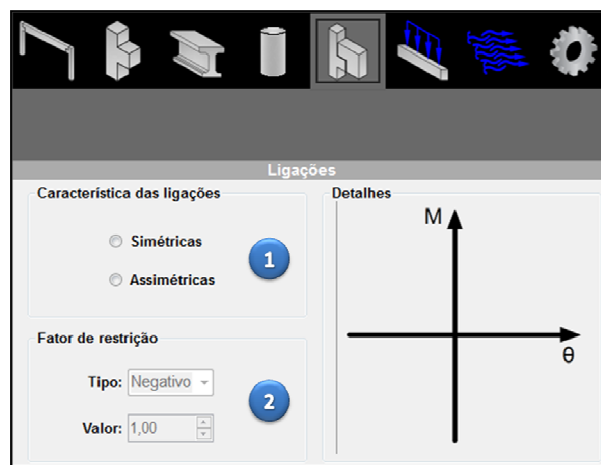 Ligações
Característica das ligações
Simétricas
Assimétricas
1
Fator de restrição
Tipo: Negativo
2
Valor: 1,00
Detalhes
M
θ